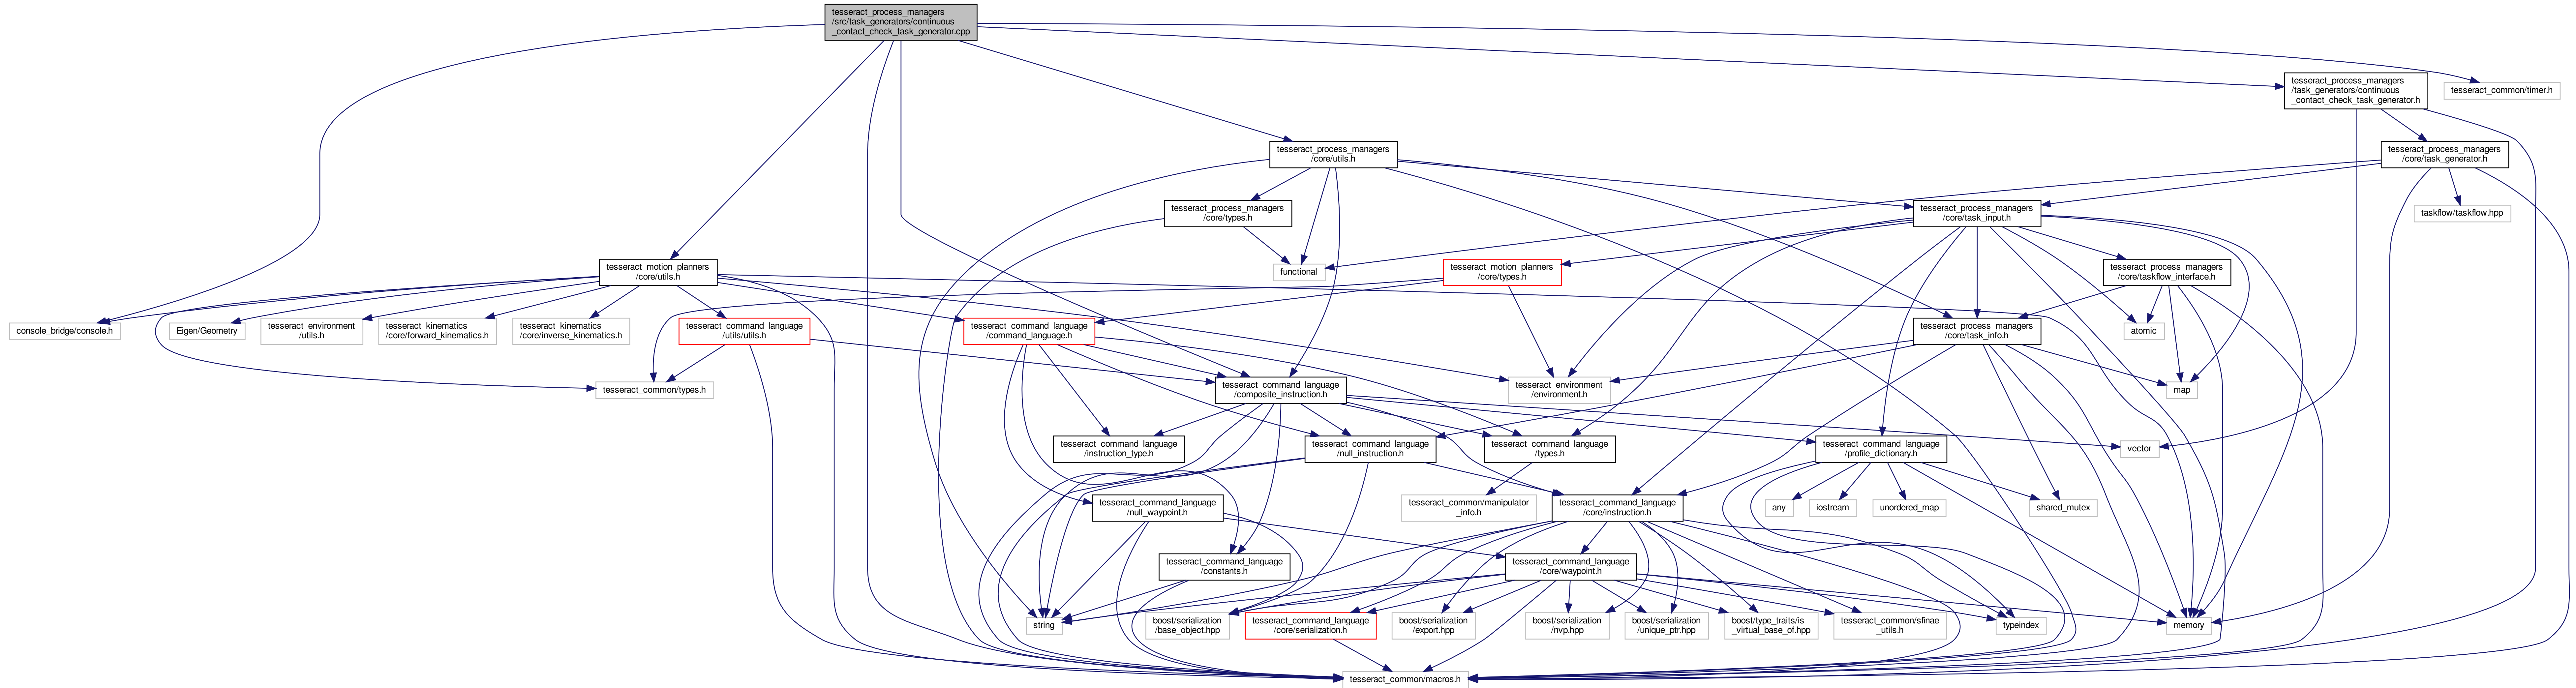 tesseract_process_managers
/src/task_generators/continuous
_contact_check_task_generator.cpp
tesseract_process_managers
/task_generators/continuous
_contact_check_task_generator.h
tesseract_common/timer.h
tesseract_process_managers
/core/utils.h
tesseract_process_managers
/core/task_generator.h
tesseract_process_managers
/core/types.h
tesseract_process_managers
/core/task_input.h
taskflow/taskflow.hpp
tesseract_motion_planners
/core/utils.h
functional
tesseract_motion_planners
/core/types.h
tesseract_process_managers
/core/taskflow_interface.h
console_bridge/console.h
Eigen/Geometry
tesseract_environment
/utils.h
tesseract_kinematics
/core/forward_kinematics.h
tesseract_kinematics
/core/inverse_kinematics.h
tesseract_command_language
/utils/utils.h
tesseract_command_language
/command_language.h
tesseract_process_managers
/core/task_info.h
atomic
tesseract_common/types.h
tesseract_command_language
/composite_instruction.h
tesseract_environment
/environment.h
map
tesseract_command_language
/instruction_type.h
tesseract_command_language
/null_instruction.h
tesseract_command_language
/types.h
tesseract_command_language
/profile_dictionary.h
vector
tesseract_command_language
/null_waypoint.h
tesseract_common/manipulator
_info.h
tesseract_command_language
/core/instruction.h
any
iostream
unordered_map
shared_mutex
tesseract_command_language
/constants.h
tesseract_command_language
/core/waypoint.h
string
boost/serialization
/base_object.hpp
tesseract_command_language
/core/serialization.h
boost/serialization
/export.hpp
boost/serialization
/nvp.hpp
boost/serialization
/unique_ptr.hpp
boost/type_traits/is
_virtual_base_of.hpp
tesseract_common/sfinae
_utils.h
typeindex
memory
tesseract_common/macros.h